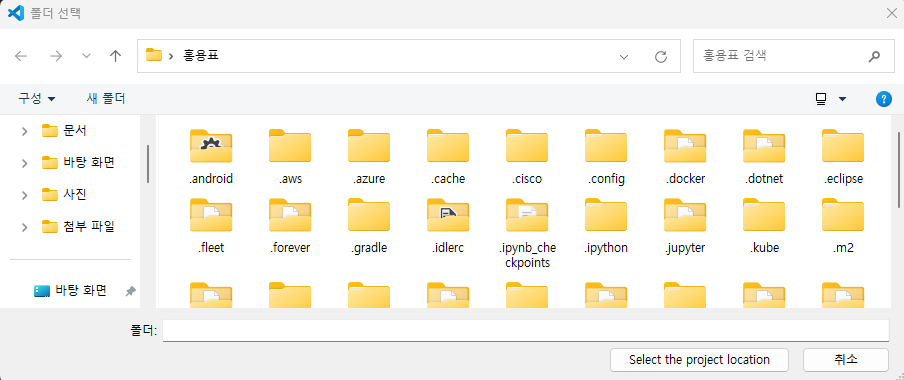 폴더 선택
홍용표
홍용표 검색
구성
새 폴더
문서
바탕 화면
사진
첨부 파일
바탕 화면
.android
.aws
.azure
.cache
.cisco
.config
.docker
.dotnet
.eclipse
.fleet
.forever
.gradle
.idlerc
.ipynb_che
ckpoints
.ipython
.jupyter
.kube
.m2
폴더:
Select the project location
취소